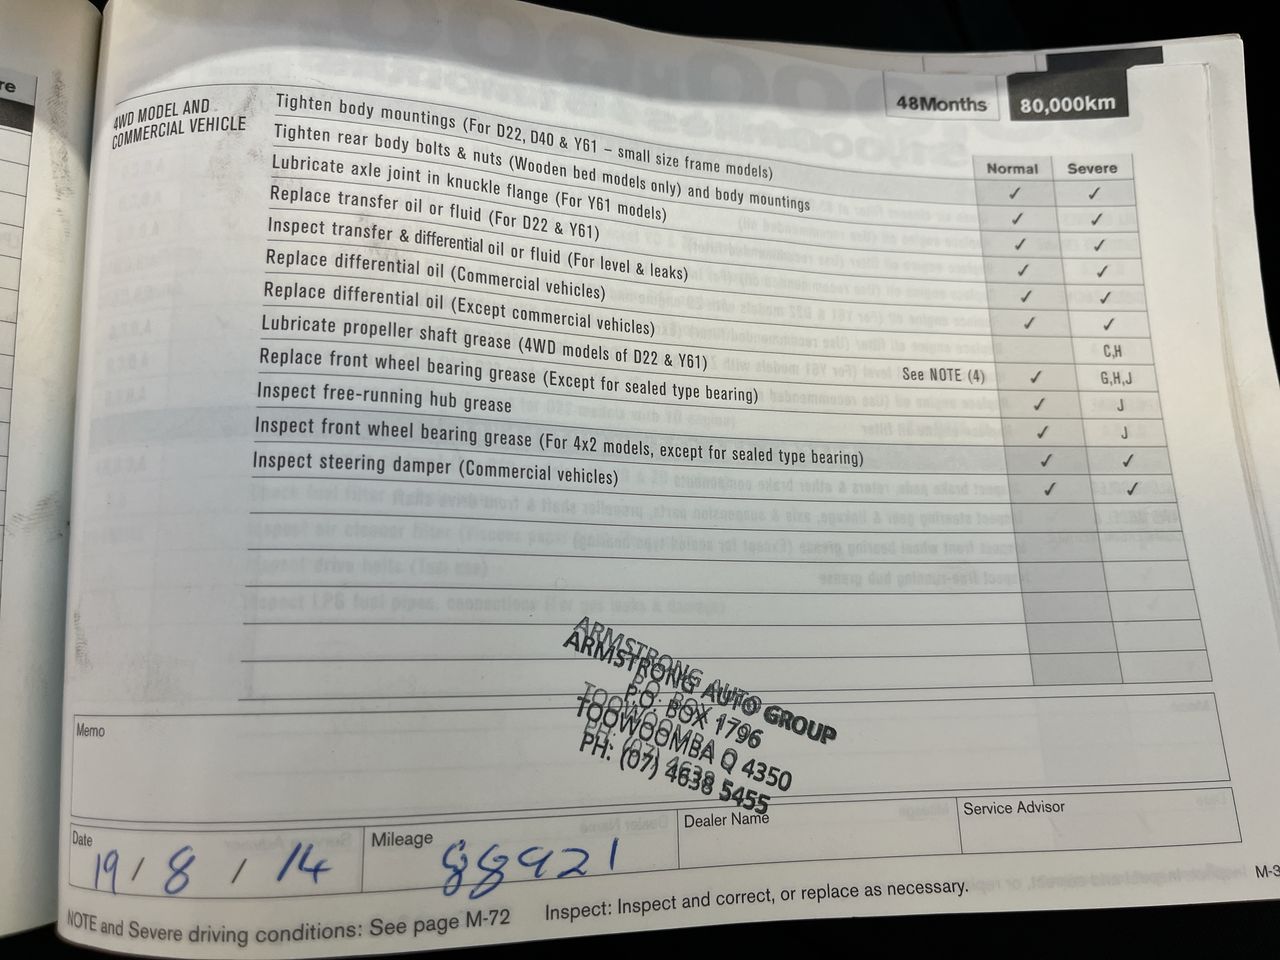 re
48Months 80,000km
4WD MODEL AND
COMMERCIAL VEHICLE
Normal Severe
Tighten body mountings (For D22, D40 & Y61 – small size frame models) ✓ ✓
Tighten rear body bolts & nuts (Wooden bed models only) and body mountings ✓ ✓
Lubricate axle joint in knuckle flange (For Y61 models) ✓ ✓
Replace transfer oil or fluid (For D22 & Y61) ✓ ✓
Inspect transfer & differential oil or fluid (For level & leaks) ✓ ✓
Replace differential oil (Commercial vehicles) ✓ ✓
Replace differential oil (Except commercial vehicles) C,H
Lubricate propeller shaft grease (4WD models of D22 & Y61) See NOTE (4) ✓ G,H,J
Replace front wheel bearing grease (Except for sealed type bearing) ✓ J
Inspect free-running hub grease ✓ J
Inspect front wheel bearing grease (For 4x2 models, except for sealed type bearing) ✓ ✓
Inspect steering damper (Commercial vehicles) ✓ ✓
ARMSTRONG AUTO GROUP
P.O. BOX 1796
TOOWOOMBA Q 4350
PH: (07) 4638 5455
Memo
Date
19 / 8 / 14
Mileage
88921
Dealer Name
Service Advisor
NOTE and Severe driving conditions: See page M-72 Inspect: Inspect and correct, or replace as necessary.
M-3